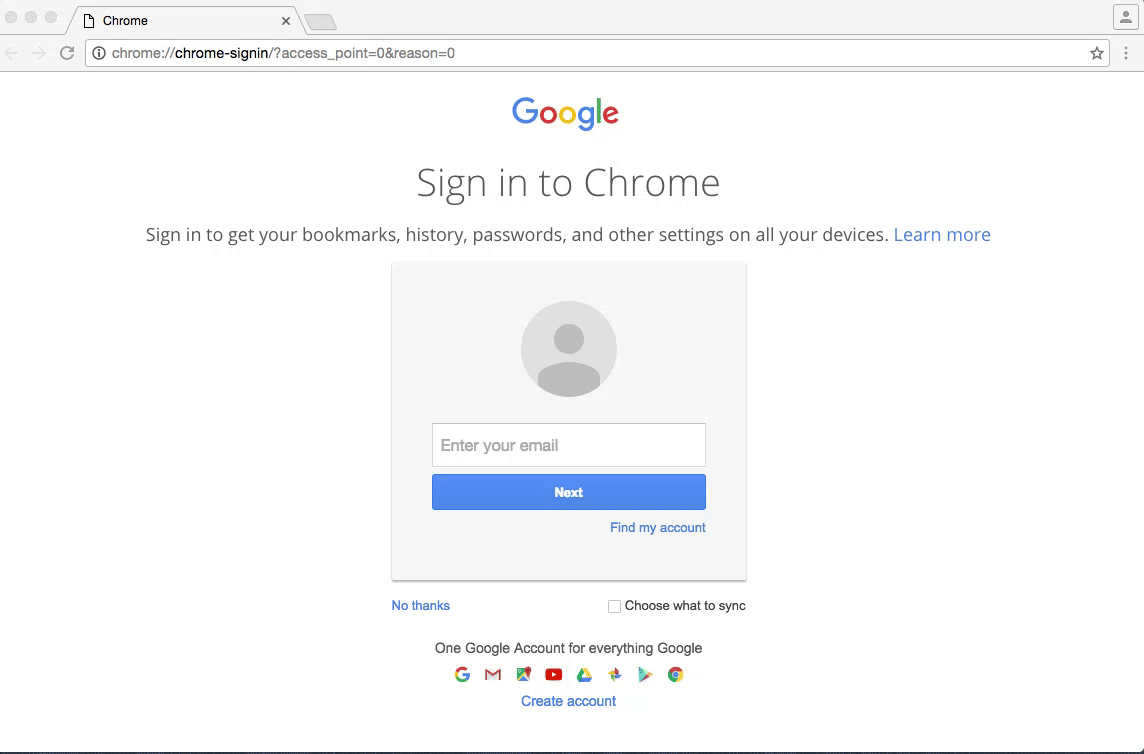 Chrome
chrome://chrome-signin/?access_point=0&reason=0
Google
Sign in to Chrome
Sign in to get your bookmarks, history, passwords, and other settings on all your devices. Learn more
Enter your email
Next
Find my account
No thanks
Choose what to sync
One Google Account for everything Google
Create account